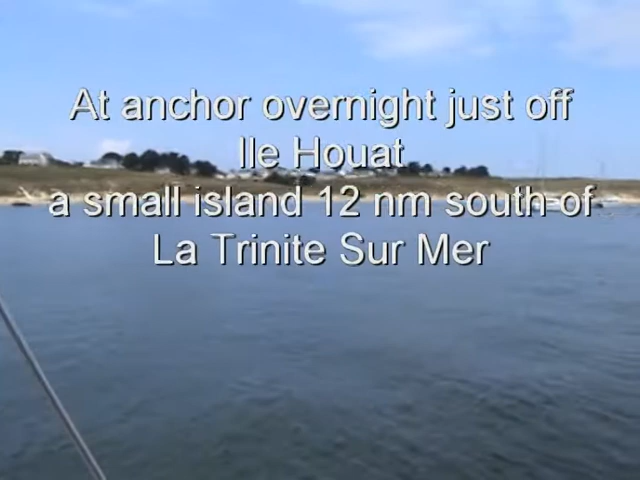 At anchor overnight just off
Ile Houat
a small island 12 nm south of
La Trinite Sur Mer